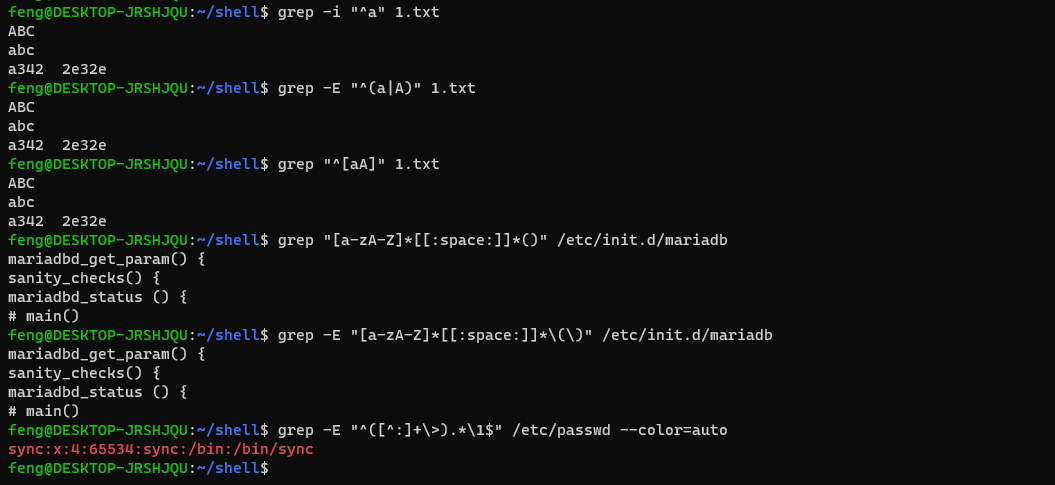 feng@DESKTOP-JRSHJQU:~/shell$ grep -i "^a" 1.txt
ABC
abc
a342  2e32e
feng@DESKTOP-JRSHJQU:~/shell$ grep -E "^(a|A)" 1.txt
ABC
abc
a342  2e32e
feng@DESKTOP-JRSHJQU:~/shell$ grep "^[aA]" 1.txt
ABC
abc
a342  2e32e
feng@DESKTOP-JRSHJQU:~/shell$ grep "[a-zA-Z]*[[:space:]]*()" /etc/init.d/mariadb
mariadbd_get_param() {
sanity_checks() {
mariadbd_status () {
# main()
feng@DESKTOP-JRSHJQU:~/shell$ grep -E "[a-zA-Z]*[[:space:]]*\(\)" /etc/init.d/mariadb
mariadbd_get_param() {
sanity_checks() {
mariadbd_status () {
# main()
feng@DESKTOP-JRSHJQU:~/shell$ grep -E "^([^:]+\>).*\1$" /etc/passwd --color=auto
sync:x:4:65534:sync:/bin:/bin/sync
feng@DESKTOP-JRSHJQU:~/shell$